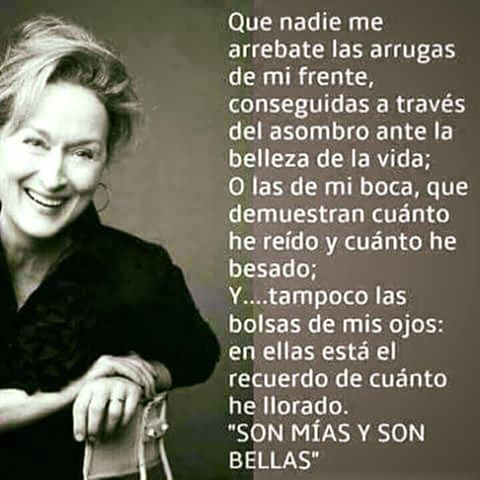 Que nadie me
arrebate las arrugas
de mi frente,
conseguidas a través
del asombro ante la
belleza de la vida;
O las de mi boca, que
demuestran cuánto
he reído y cuánto he
besado;
Y....tampoco las
bolsas de mis ojos:
en ellas está el
recuerdo de cuánto
he llorado.
"SON MÍAS Y SON
BELLAS"